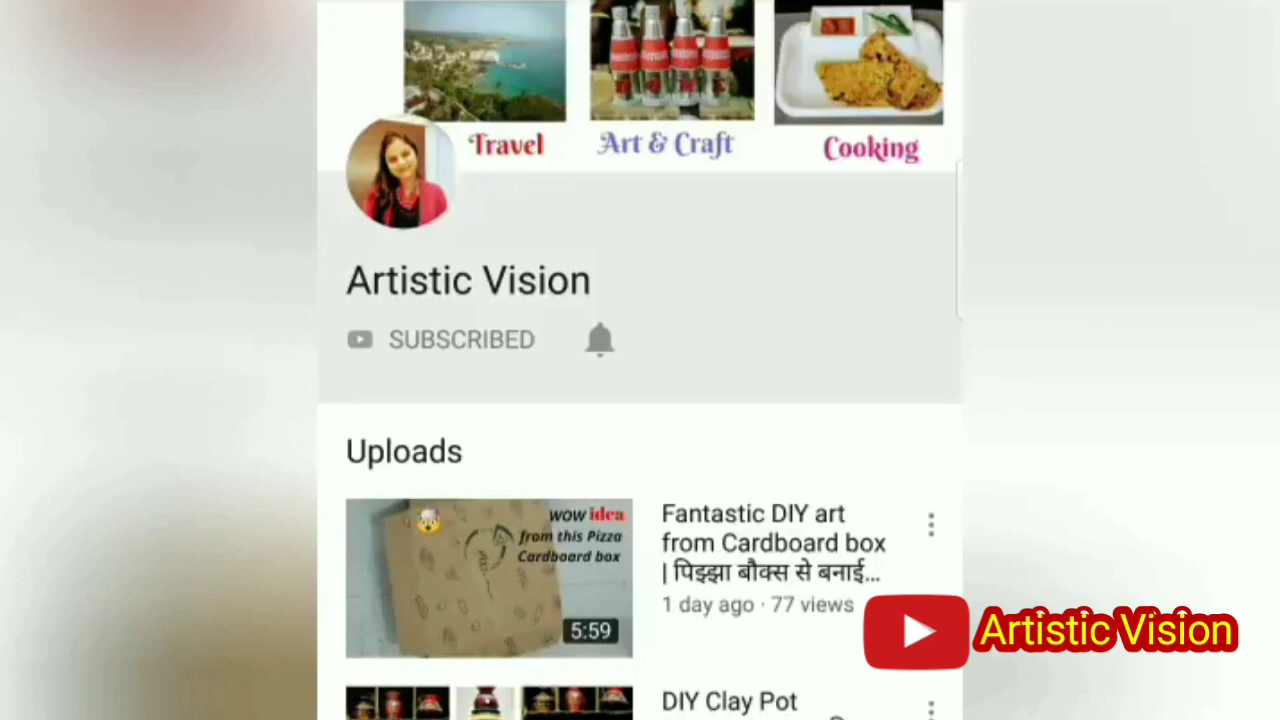 Travel
Art & Craft
Cooking
Artistic Vision
SUBSCRIBED
Uploads
wow idea
from this Pizza
Cardboard box
5:59
Fantastic DIY art
from Cardboard box
| पिझ्झा बौक्स से बनाई...
1 day ago · 77 views
Artistic Vision
DIY Clay Pot